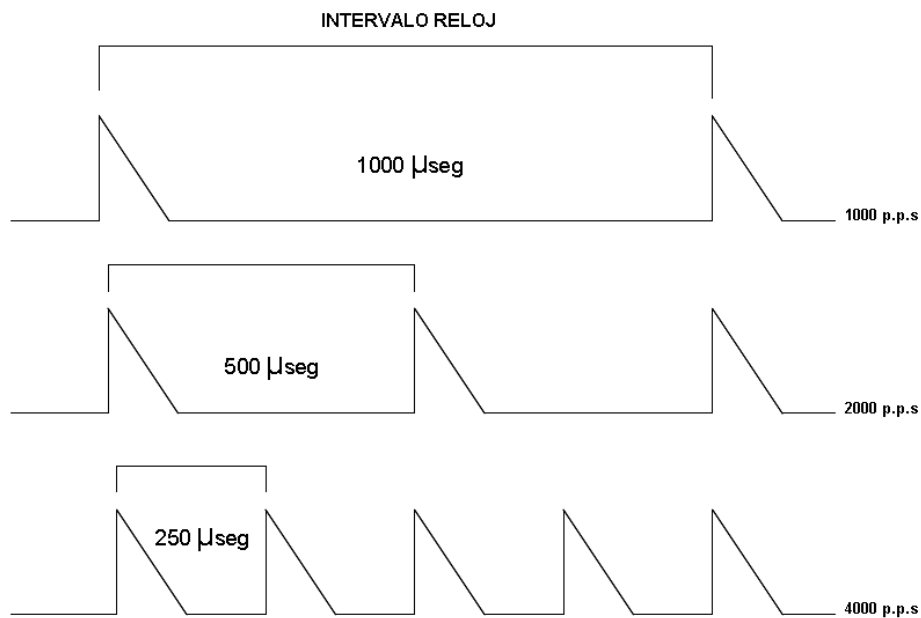 INTERVALO RELOJ
1000 µseg
1000 p.p.s
500 µseg
2000 p.p.s
250 µseg
4000 p.p.s